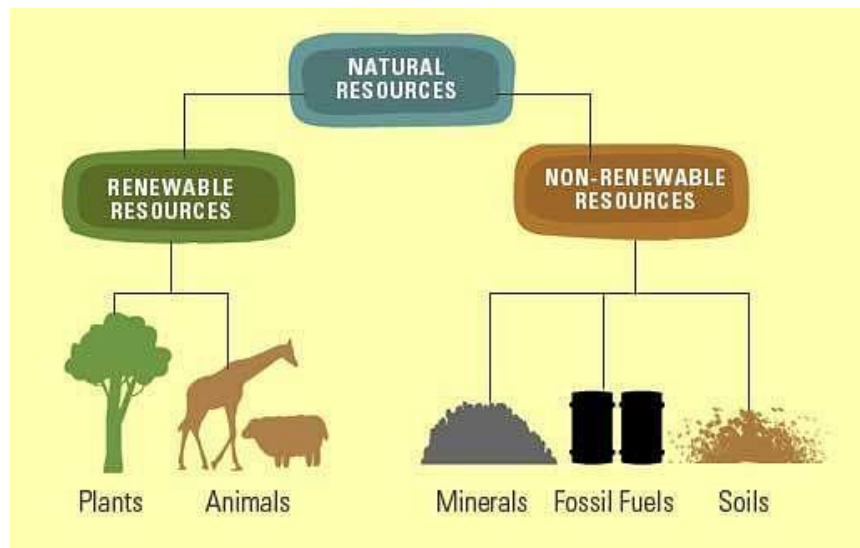 NATURAL
RESOURCES
RENEWABLE
RESOURCES
NON-RENEWABLE
RESOURCES
Plants
Animals
Minerals
Fossil Fuels
Soils